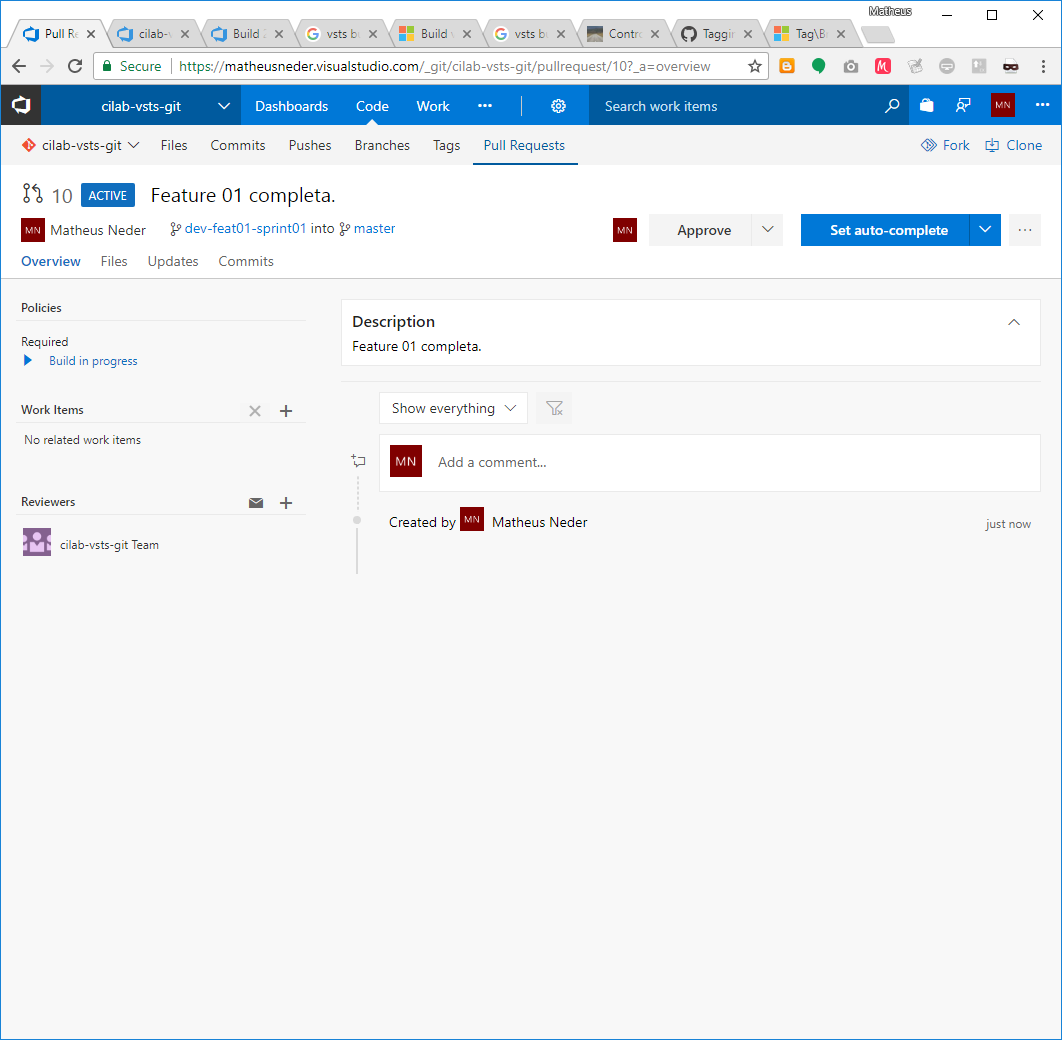 Matheus
Pull Re
cilab-v
Build 2
vsts bu
Build v
vsts bu
Contro
Taggin
Tag\Bu
Secure
https://matheusneder.visualstudio.com/_git/cilab-vsts-git/pullrequest/10?_a=overview
cilab-vsts-git Dashboards Code Work ... Search work items MN ...
cilab-vsts-git Files Commits Pushes Branches Tags Pull Requests Fork Clone
10 ACTIVE Feature 01 completa.
MN Matheus Neder dev-feat01-sprint01 into master MN Approve Set auto-complete ...
Overview Files Updates Commits
Policies
Required
Build in progress
Work Items
No related work items
Reviewers
cilab-vsts-git Team
Description
Feature 01 completa.
Show everything
MN Add a comment...
Created by MN Matheus Neder just now